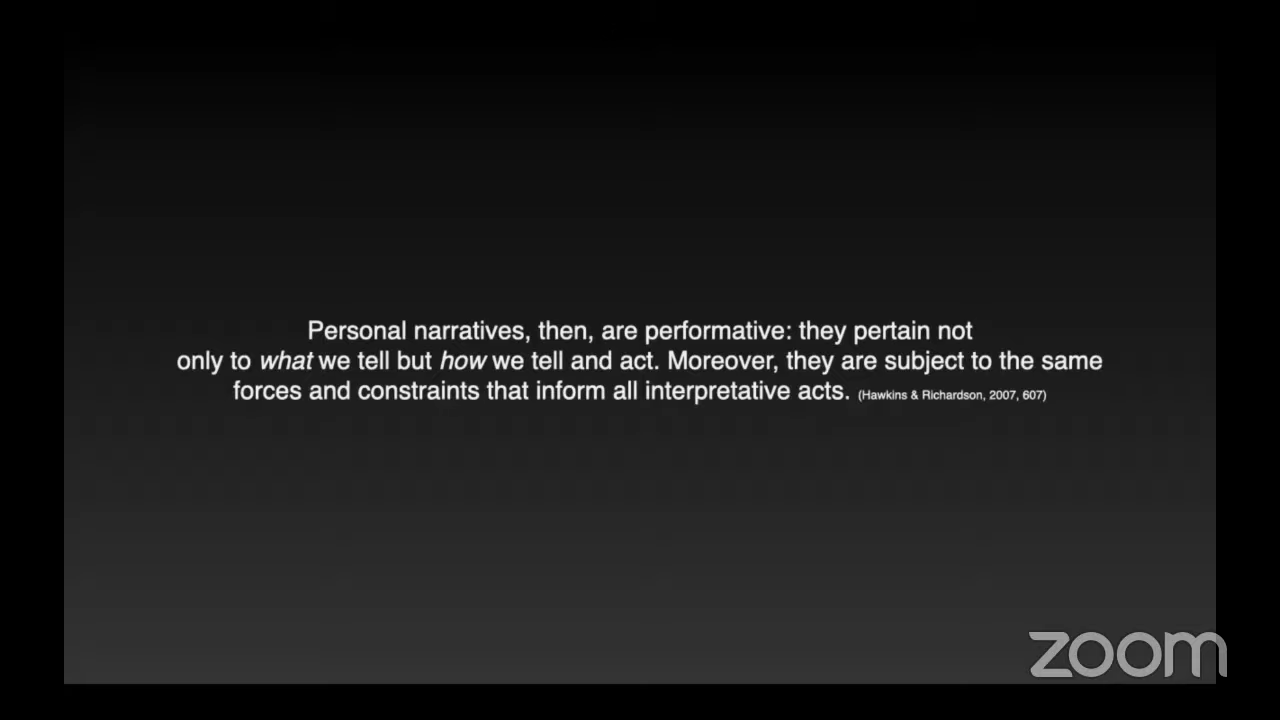 Personal narratives, then, are performative: they pertain not
only to what we tell but how we tell and act. Moreover, they are subject to the same
forces and constraints that inform all interpretative acts. (Hawkins & Richardson, 2007, 607)
zoom